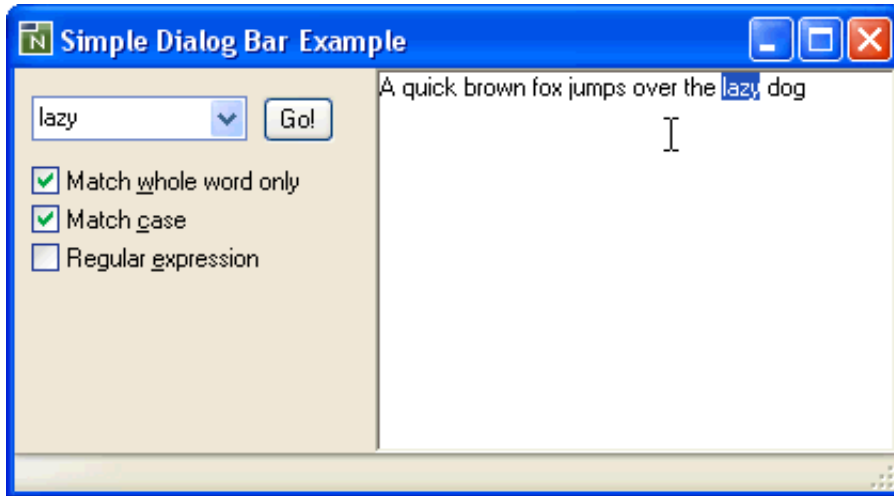 Simple Dialog Bar Example
lazy
Go!
Match whole word only
Match case
Regular expression
A quick brown fox jumps over the lazy dog